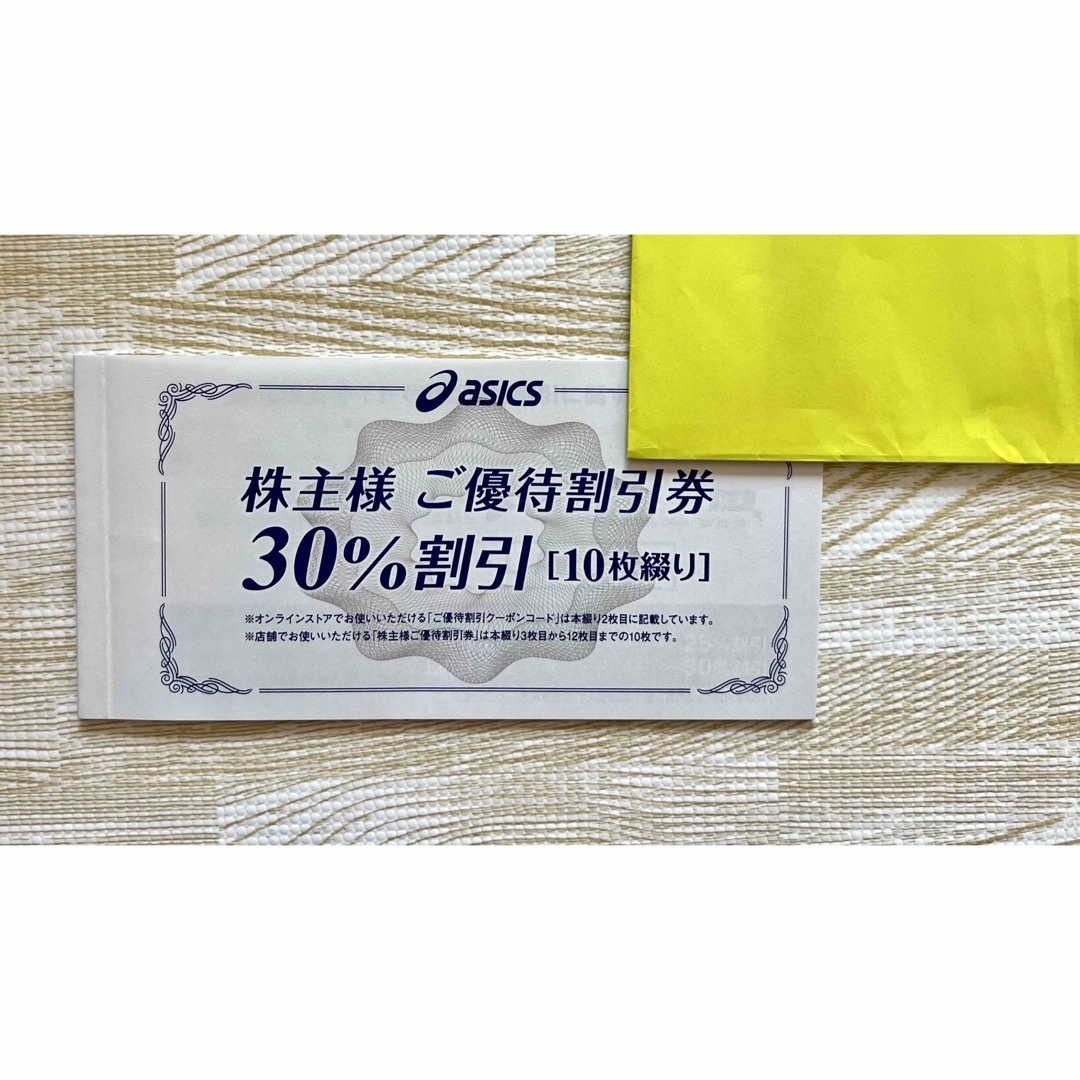 asics
株主様 ご優待割引券
30%割引 [10枚綴り]
※オンラインストアでお使いいただける「ご優待割引クーポンコード」は本綴り2枚目に記載しています。
※店舗でお使いいただける「株主様ご優待割引券」は本綴り3枚目から12枚目までの10枚です。